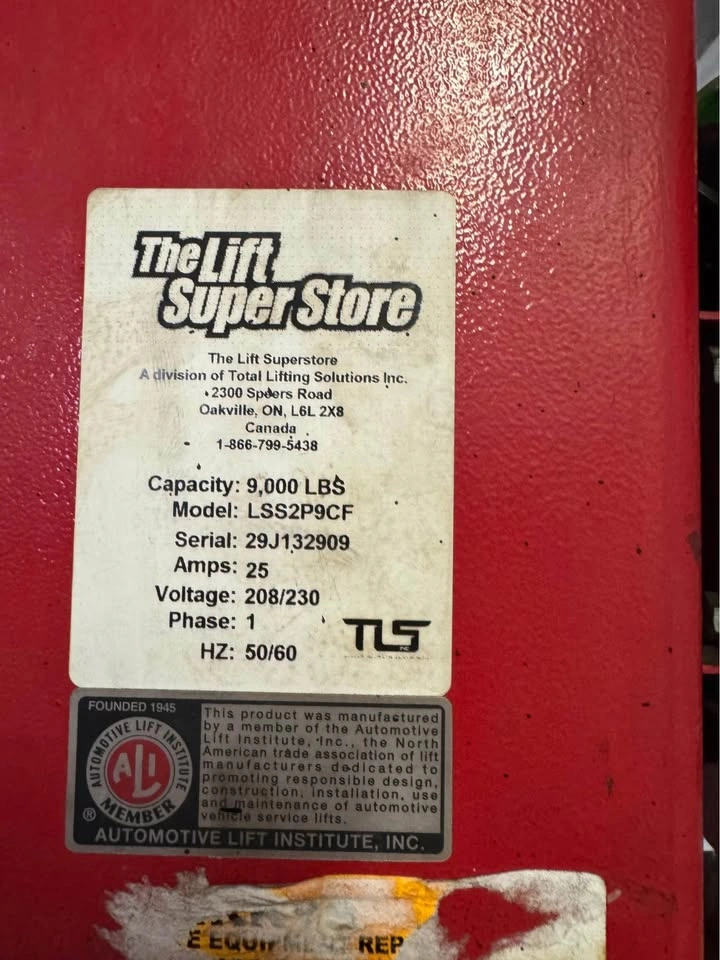 The Lift
Super Store
The Lift Superstore
A division of Total Lifting Solutions Inc.
2300 Speers Road
Oakville, ON, L6L 2X8
Canada
1-866-799-5438
Capacity: 9,000 LBS
Model: LSS2P9CF
Serial: 29J132909
Amps: 25
Voltage: 208/230
Phase: 1
HZ: 50/60
TLS
INC
FOUNDED 1945
AUTOMOTIVE LIFT INSTITUTE
ALI
MEMBER
®
This product was manufactured
by a member of the Automotive
Lift Institute, Inc., the North
American trade association of lift
manufacturers dedicated to
promoting responsible design,
construction, installation, use
and maintenance of automotive
vehicle service lifts.
AUTOMOTIVE LIFT INSTITUTE, INC.
E EQUIPMENT REP